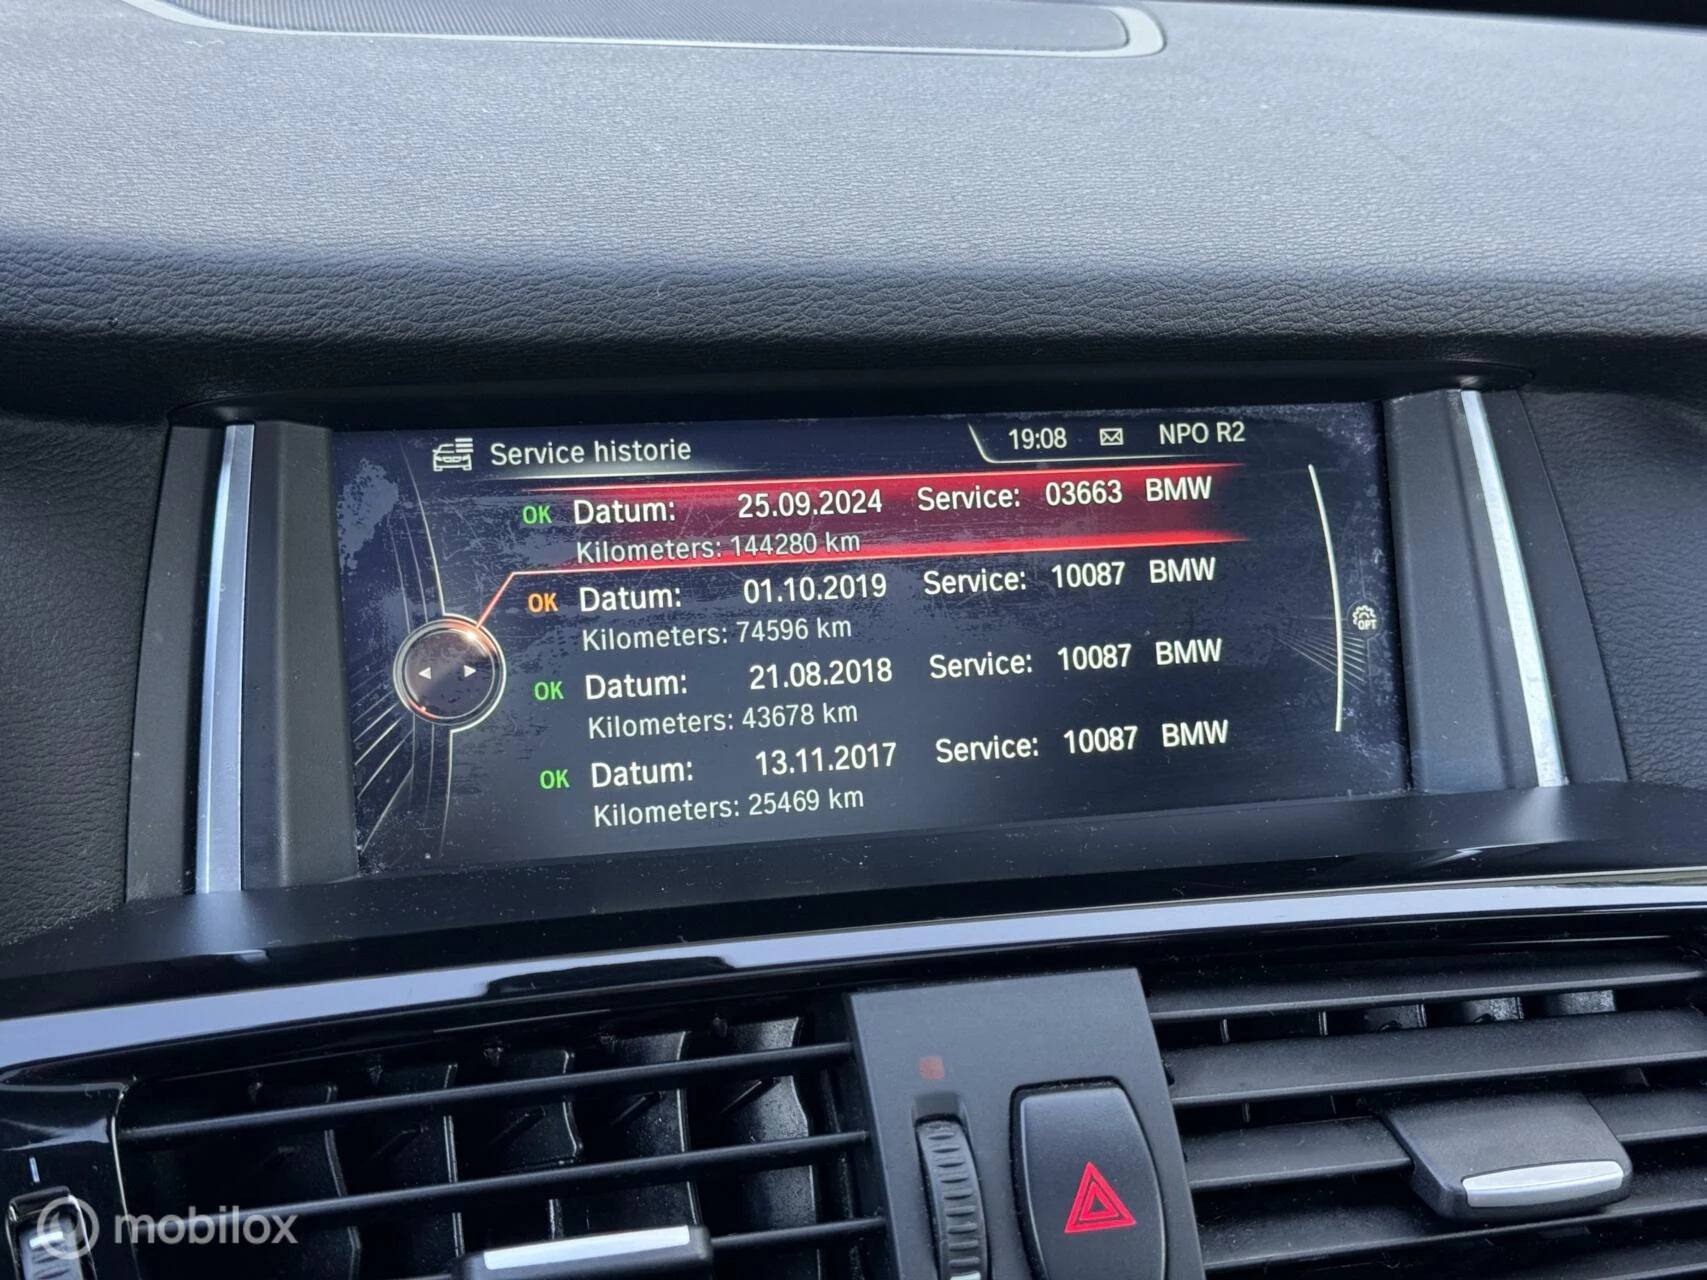 Service historie 19:08 NPO R2
OK Datum: 25.09.2024 Service: 03663 BMW
Kilometers: 144280 km
OK Datum: 01.10.2019 Service: 10087 BMW
Kilometers: 74596 km
OK Datum: 21.08.2018 Service: 10087 BMW
Kilometers: 43678 km
OK Datum: 13.11.2017 Service: 10087 BMW
Kilometers: 25469 km
OPT
mobilox